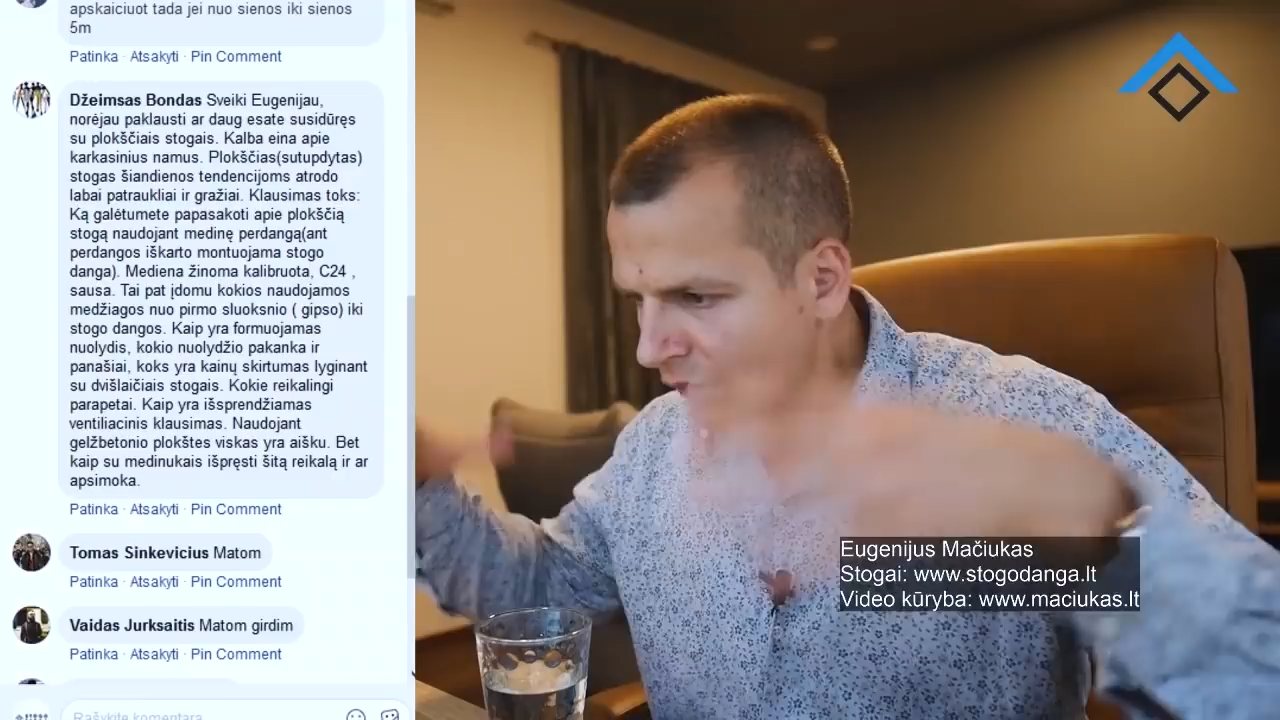 apskaiciuot tada jei nuo sienos iki sienos
5m
Patinka · Atsakyti · Pin Comment
Džeimsas Bondas Sveiki Eugenijau,
norėjau paklausti ar daug esate susidūręs
su plokščiais stogais. Kalba eina apie
karkasinius namus. Plokščias(sutupdytas)
stogas šiandienos tendencijoms atrodo
labai patraukliai ir gražiai. Klausimas toks:
Ką galėtumete papasakoti apie plokščią
stogą naudojant medinę perdangą(ant
perdangos iškarto montuojama stogo
danga). Mediena žinoma kalibruota, C24 ,
sausa. Tai pat įdomu kokios naudojamos
medžiagos nuo pirmo sluoksnio ( gipso) iki
stogo dangos. Kaip yra formuojamas
nuolydis, kokio nuolydžio pakanka ir
panašiai, koks yra kainų skirtumas lyginant
su dvišlaičiais stogais. Kokie reikalingi
parapetai. Kaip yra išsprendžiamas
ventiliacinis klausimas. Naudojant
gelžbetonio plokštes viskas yra aišku. Bet
kaip su medinukais išpręsti šitą reikalą ir ar
apsimoka.
Patinka · Atsakyti · Pin Comment
Tomas Sinkevicius Matom
Patinka · Atsakyti · Pin Comment
Vaidas Jurksaitis Matom girdim
Patinka · Atsakyti · Pin Comment
Rašykite komentarą
Eugenijus Mačiukas
Stogai: www.stogodanga.lt
Video kūryba: www.maciukas.lt